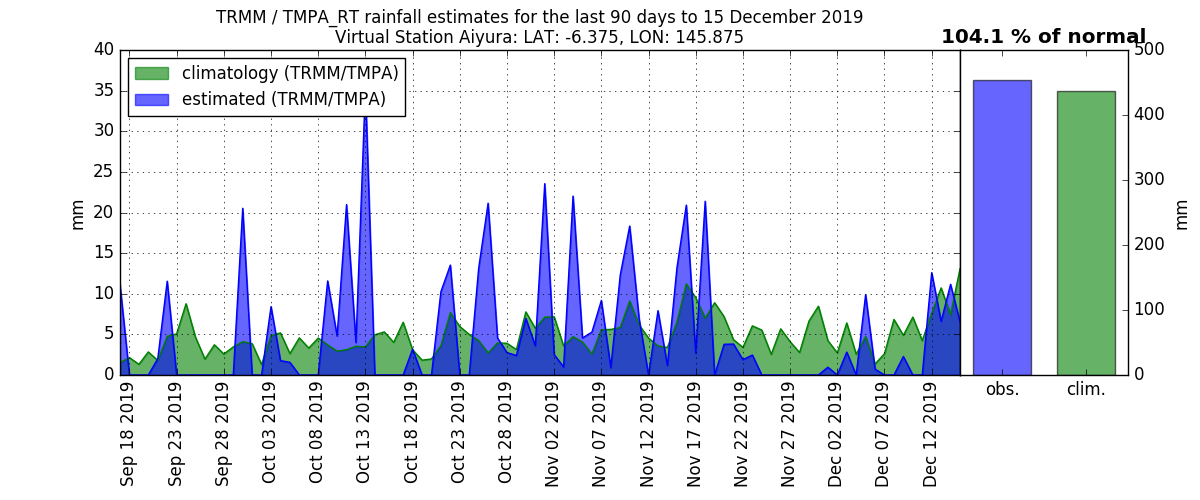 TRMM / TMPA_RT rainfall estimates for the last 90 days to 15 December 2019
Virtual Station Aiyura: LAT: -6.375, LON: 145.875
104.1 % of normal
climatology (TRMM/TMPA)
estimated (TRMM/TMPA)
40
35
30
25
20
15
10
5
0
mm
Sep 18 2019
Sep 23 2019
Sep 28 2019
Oct 03 2019
Oct 08 2019
Oct 13 2019
Oct 18 2019
Oct 23 2019
Oct 28 2019
Nov 02 2019
Nov 07 2019
Nov 12 2019
Nov 17 2019
Nov 22 2019
Nov 27 2019
Dec 02 2019
Dec 07 2019
Dec 12 2019
obs.
clim.
500
400
300
200
100
0
mm